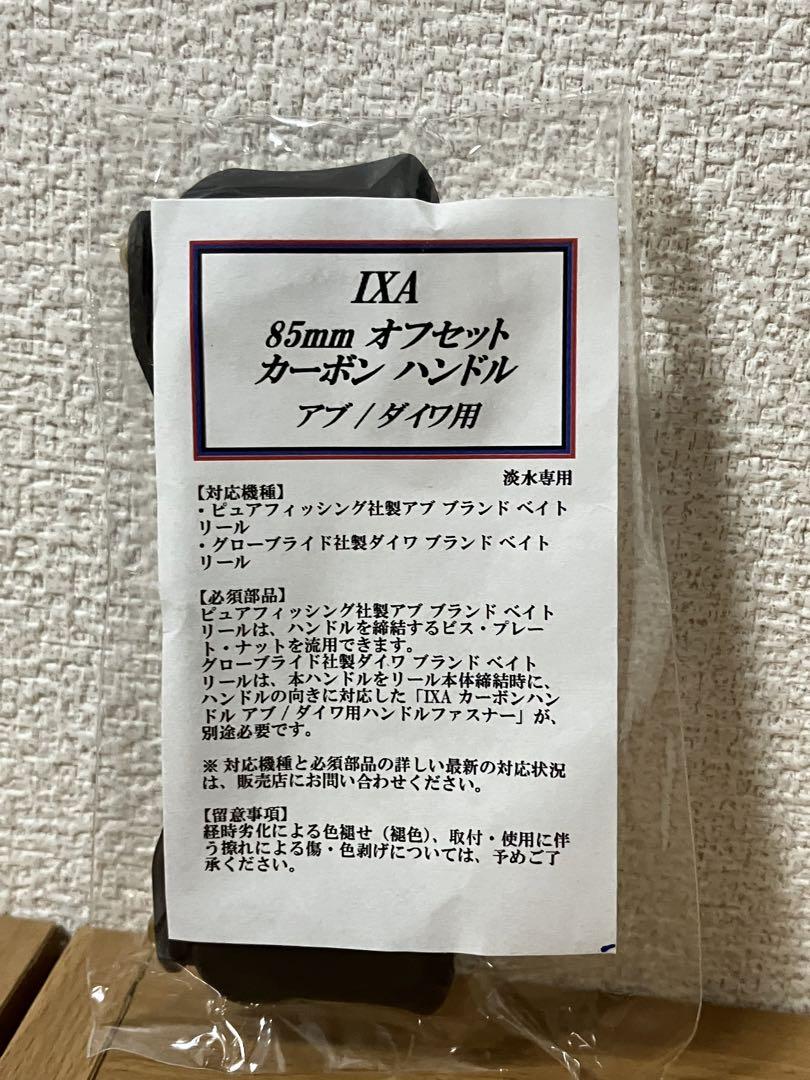 IXA
85mm オフセット
カーボン ハンドル
アブ / ダイワ用
淡水専用
【対応機種】
・ピュアフィッシング社製アブ ブランド ベイト
リール
・グローブライド社製ダイワ ブランド ベイト
リール
【必須部品】
ピュアフィッシング社製アブ ブランド ベイト
リールは、ハンドルを締結するビス・プレー
ト・ナットを流用できます。
グローブライド社製ダイワ ブランド ベイト
リールは、本ハンドルをリール本体締結時に、
ハンドルの向きに対応した「IXA カーボンハン
ドル アブ / ダイワ用ハンドルファスナー」が、
別途必要です。
※ 対応機種と必須部品の詳しい最新の対応状況
は、販売店にお問い合わせください。
【留意事項】
経時劣化による色褪せ（褪色）、取付・使用に伴
う擦れによる傷・色剥げについては、予めご了
承ください。